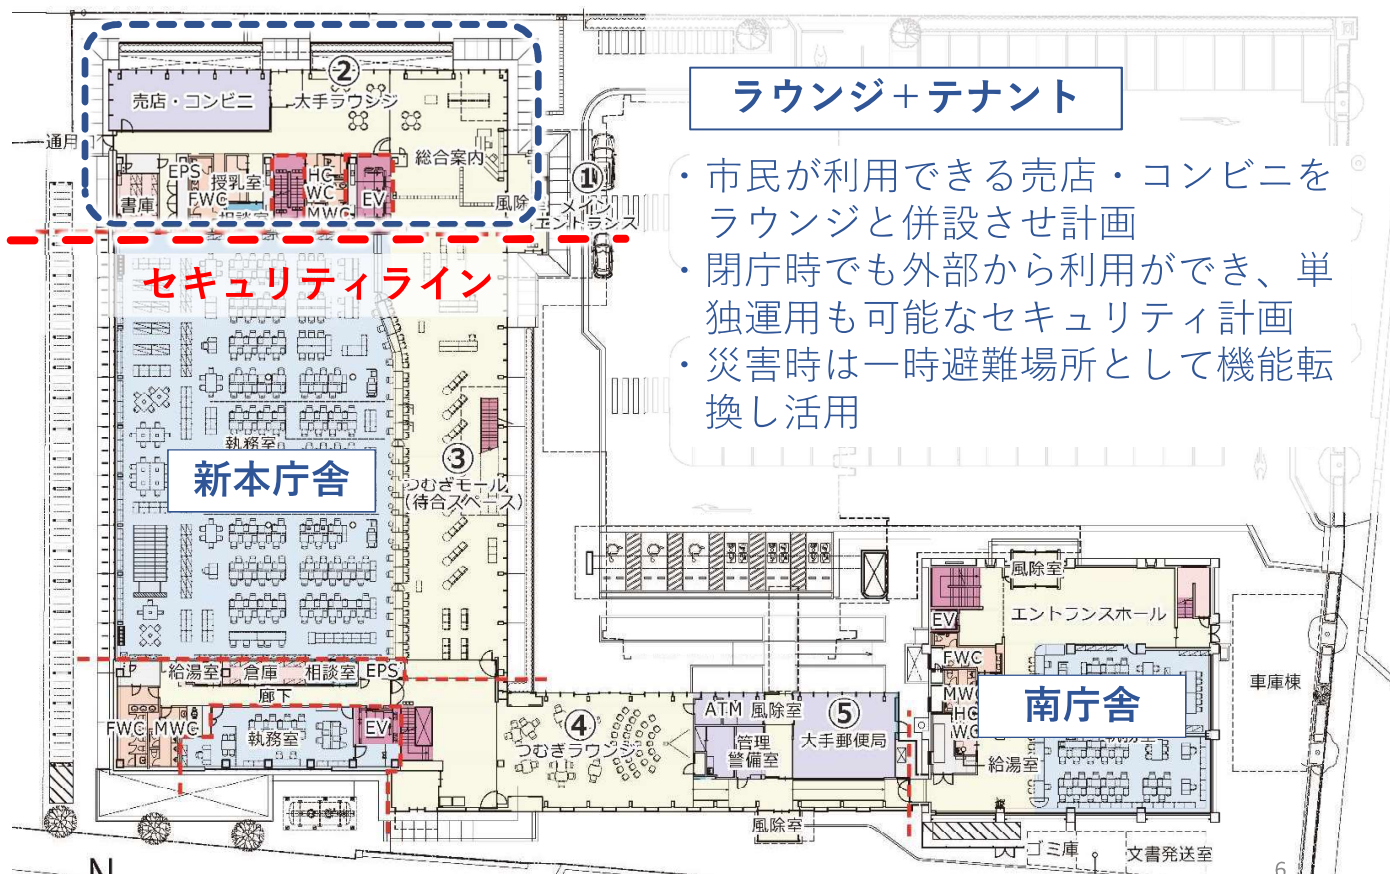 ラウンジ＋テナント
・市民が利用できる売店・コンビニを
ラウンジと併設させ計画
・閉庁時でも外部から利用ができ、単
独運用も可能なセキュリティ計画
・災害時は一時避難場所として機能転
換し活用
②
売店・コンビニ
大手ラウンジ
通用
総合案内
EPS
授乳室
HC
WC
FWC
MWC
EV
書庫
相談室
風除
①
メイン
エントランス
セキュリティライン
執務室
新本庁舎
③
つむぎモール
（待合スペース）
給湯室
倉庫
相談室
EPS
廊下
FWC
MWC
執務室
EV
④
つむぎラウンジ
ATM
風除室
⑤
大手郵便局
管理
警備室
風除室
風除室
エントランスホール
EV
FWC
MWC
HC
WC
南庁舎
給湯室
車庫棟
ゴミ庫
文書発送室
N
6